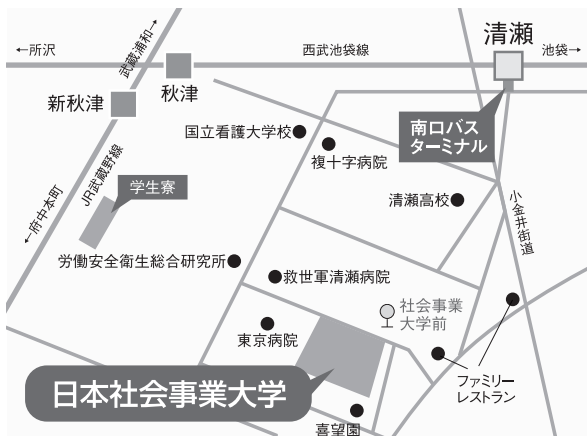 ←所沢
武蔵浦和→
西武池袋線
清瀬
池袋→
秋津
新秋津
南口バス
ターミナル
国立看護大学校
複十字病院
JR武蔵野線
学生寮
清瀬高校
小金井街道
←府中本町
労働安全衛生総合研究所
救世軍清瀬病院
社会事業
大学前
東京病院
日本社会事業大学
ファミリー
レストラン
喜望園